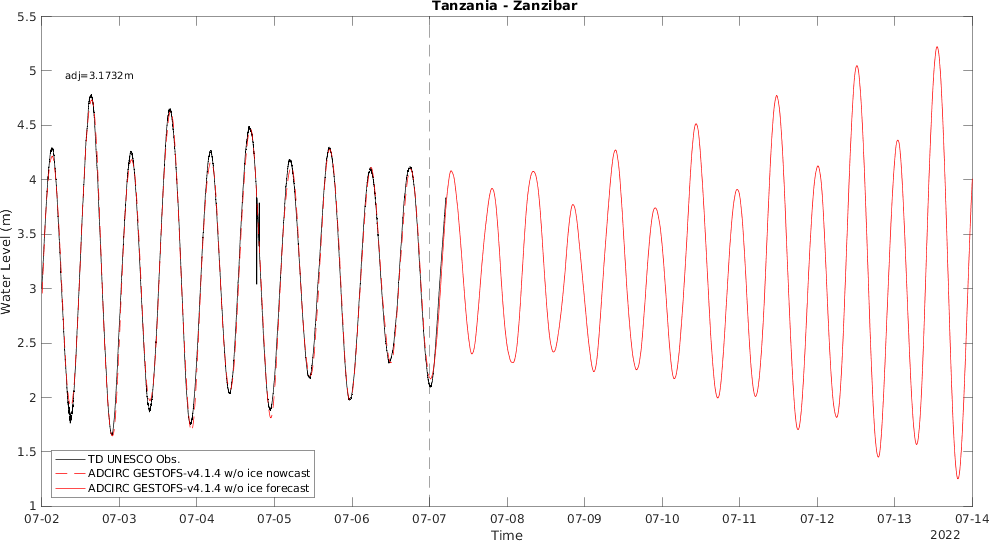 Tanzania - Zanzibar
5.5
5
4.5
4
3.5
3
2.5
2
1.5
1
Water Level (m)
adj=3.1732m
TD UNESCO Obs.
ADCIRC GESTOFS-v4.1.4 w/o ice nowcast
ADCIRC GESTOFS-v4.1.4 w/o ice forecast
07-02 07-03 07-04 07-05 07-06 07-07 07-08 07-09 07-10 07-11 07-12 07-13 07-14
Time
2022